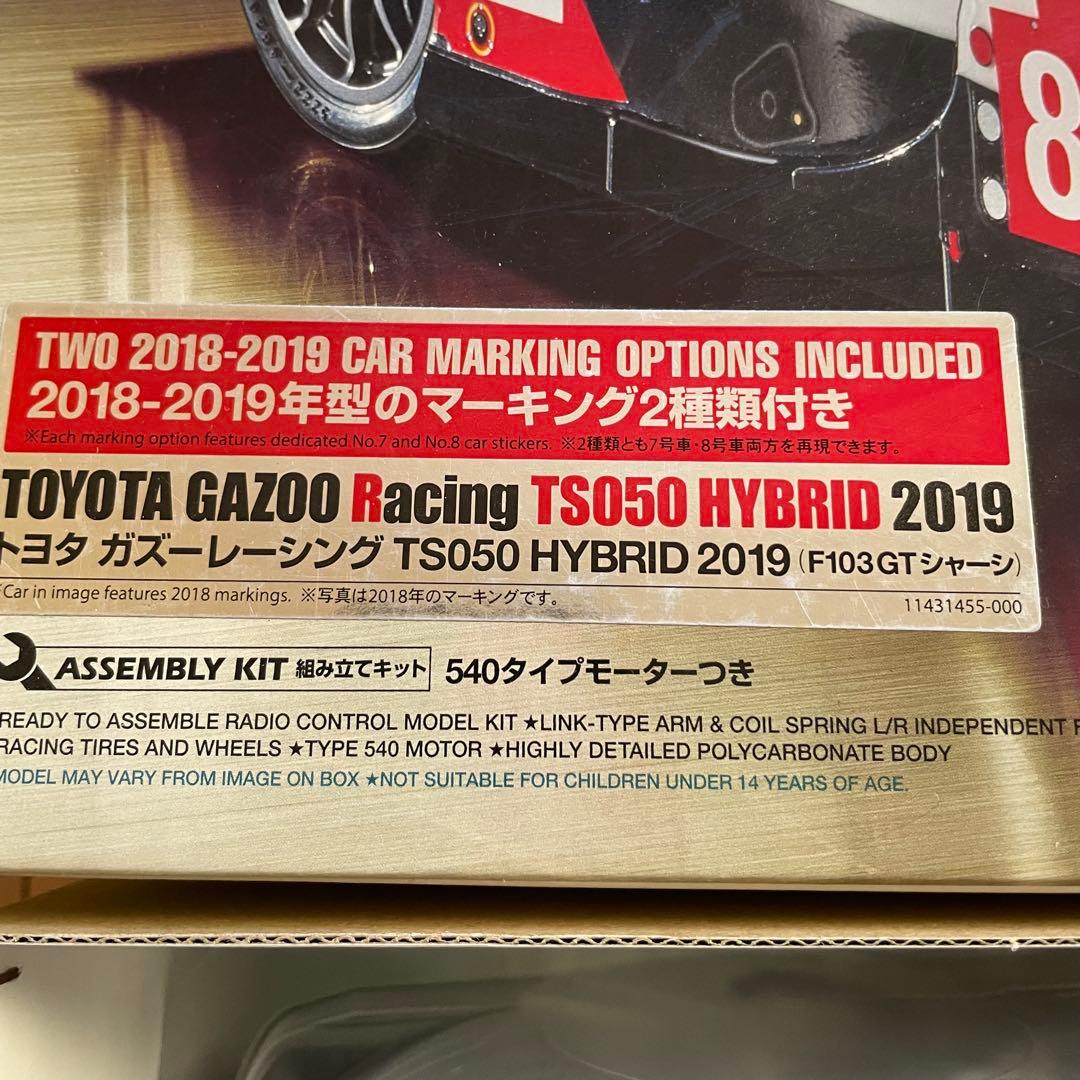 8
TWO 2018-2019 CAR MARKING OPTIONS INCLUDED
2018-2019年型のマーキング2種類付き
※Each marking option features dedicated No.7 and No.8 car stickers. ※2種類とも7号車・8号車両方を再現できます。
TOYOTA GAZOO Racing TS050 HYBRID 2019
トヨタ ガズーレーシング TS050 HYBRID 2019 (F103GTシャーシ)
Car in image features 2018 markings. ※写真は2018年のマーキングです。
11431455-000
ASSEMBLY KIT 組み立てキット 540タイプモーターつき
READY TO ASSEMBLE RADIO CONTROL MODEL KIT ★LINK-TYPE ARM & COIL SPRING L/R INDEPENDENT
RACING TIRES AND WHEELS ★TYPE 540 MOTOR ★HIGHLY DETAILED POLYCARBONATE BODY
MODEL MAY VARY FROM IMAGE ON BOX ★NOT SUITABLE FOR CHILDREN UNDER 14 YEARS OF AGE.